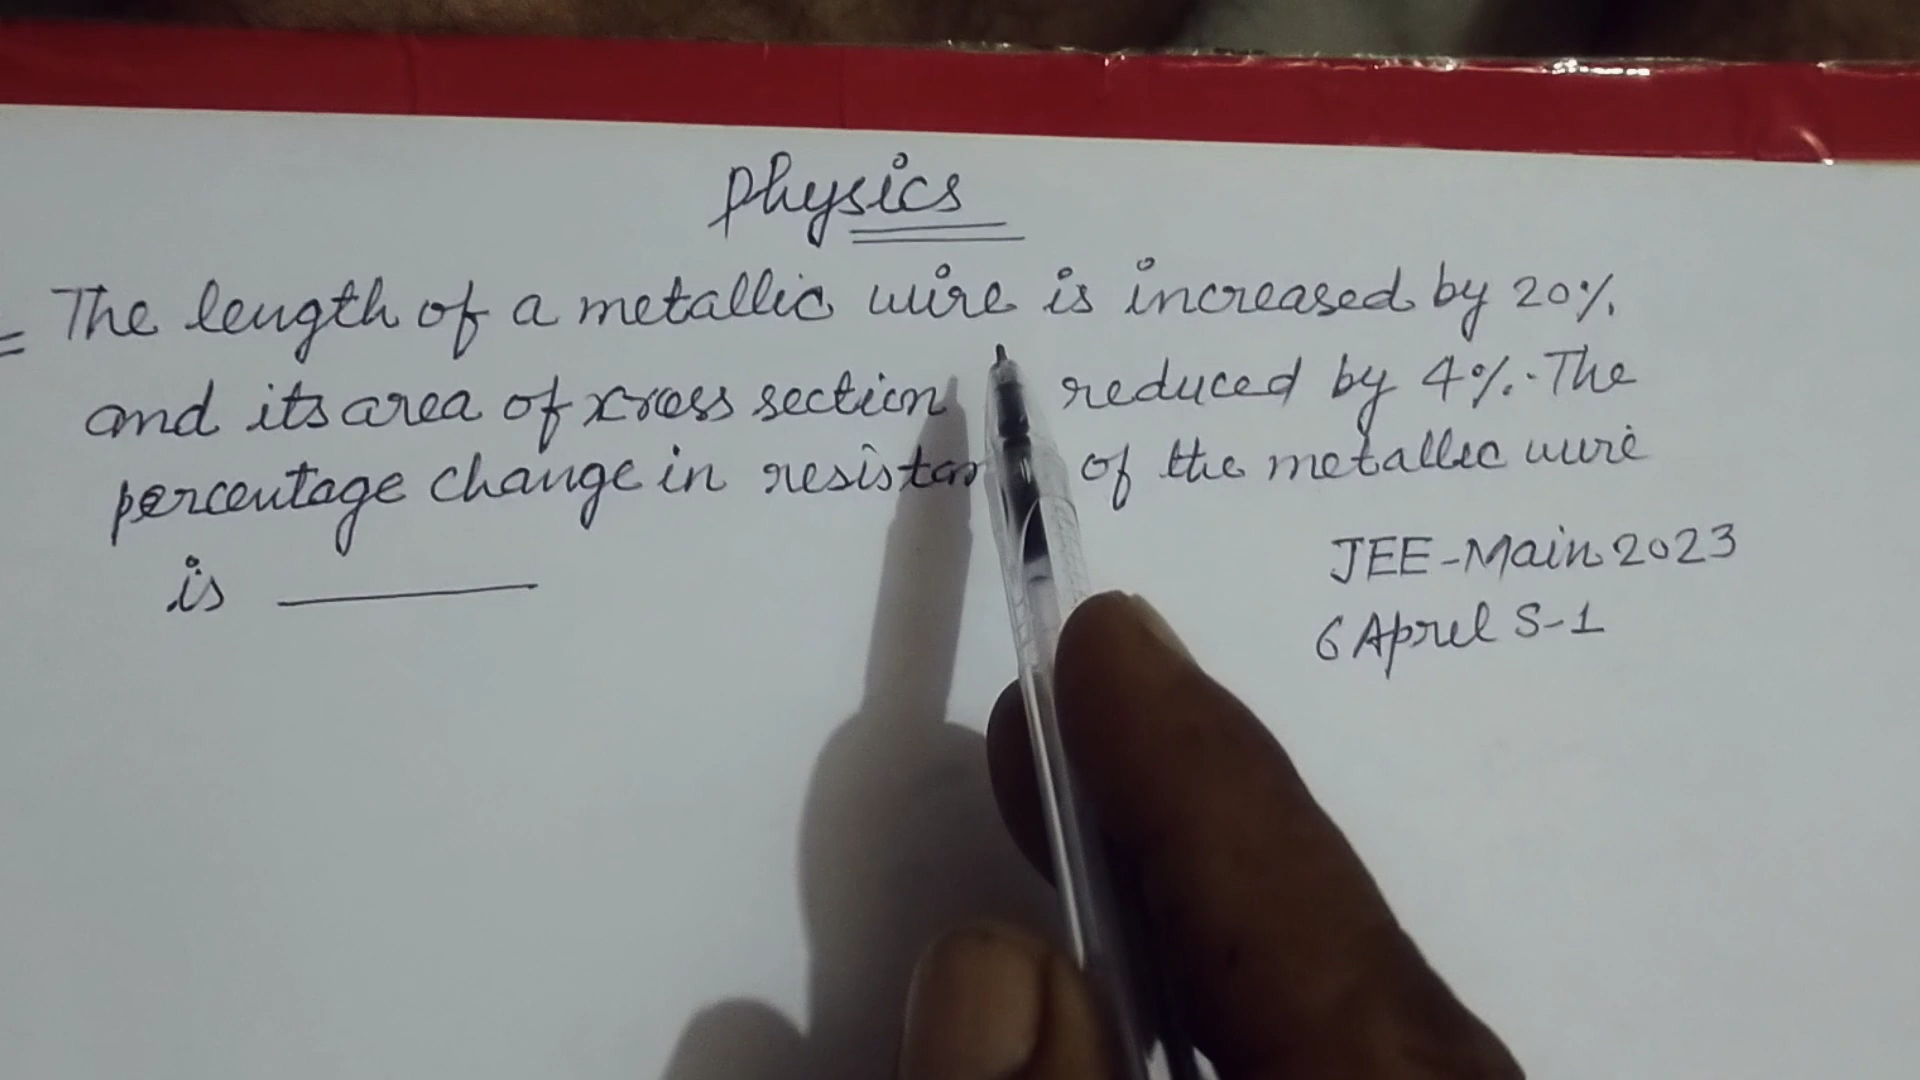 Physics
The length of a metallic wire is increased by 20%
and its area of cross section reduced by 4%. The
percentage change in resistan of the metallic wire
is
JEE-Main 2023
6 April S-1